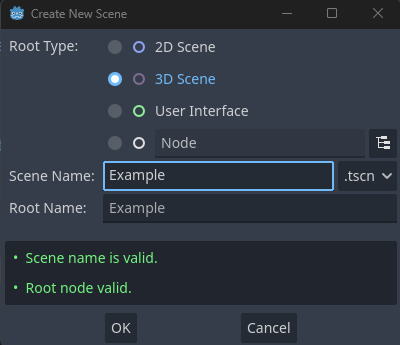 Create New Scene
Root Type: 2D Scene
3D Scene
User Interface
Node
Scene Name: Example .tscn
Root Name: Example
• Scene name is valid.
• Root node valid.
OK Cancel